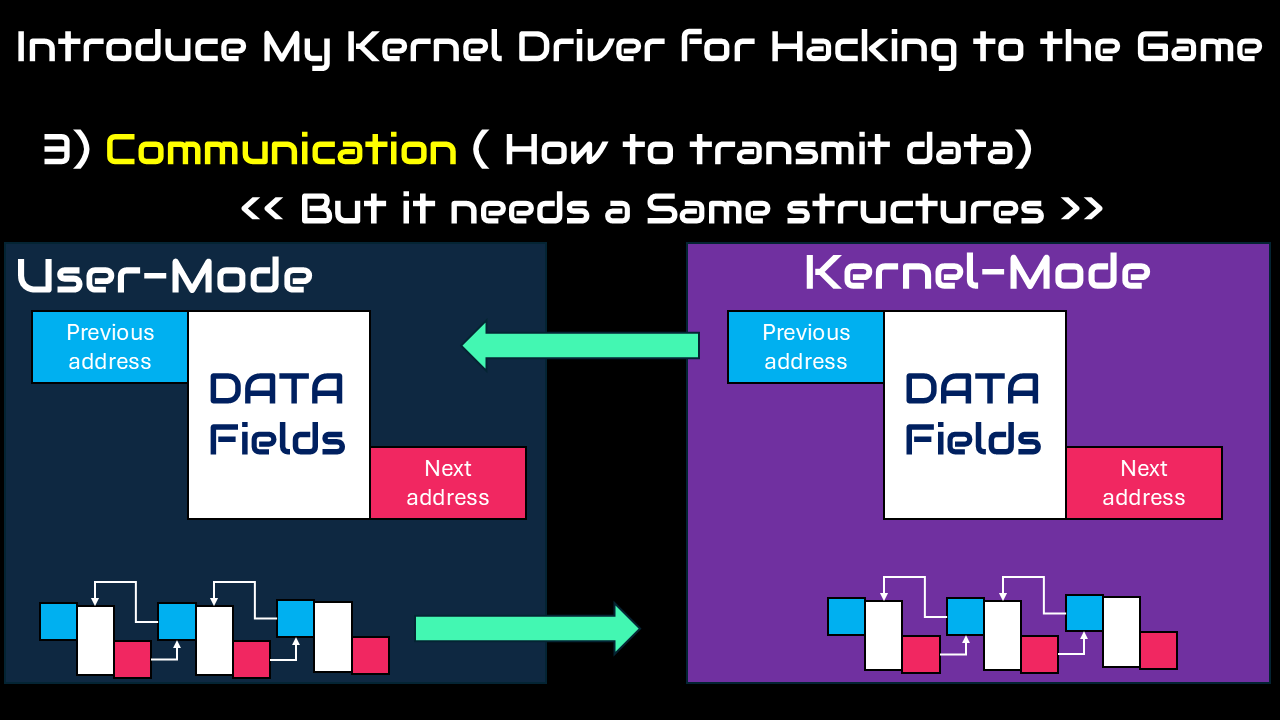 Introduce My Kernel Driver for Hacking to the Game
3) Communication ( How to transmit data)
<< But it needs a Same structures >>
User-Mode
Previous
address
DATA
Fields
Next
address
Kernel-Mode
Previous
address
DATA
Fields
Next
address